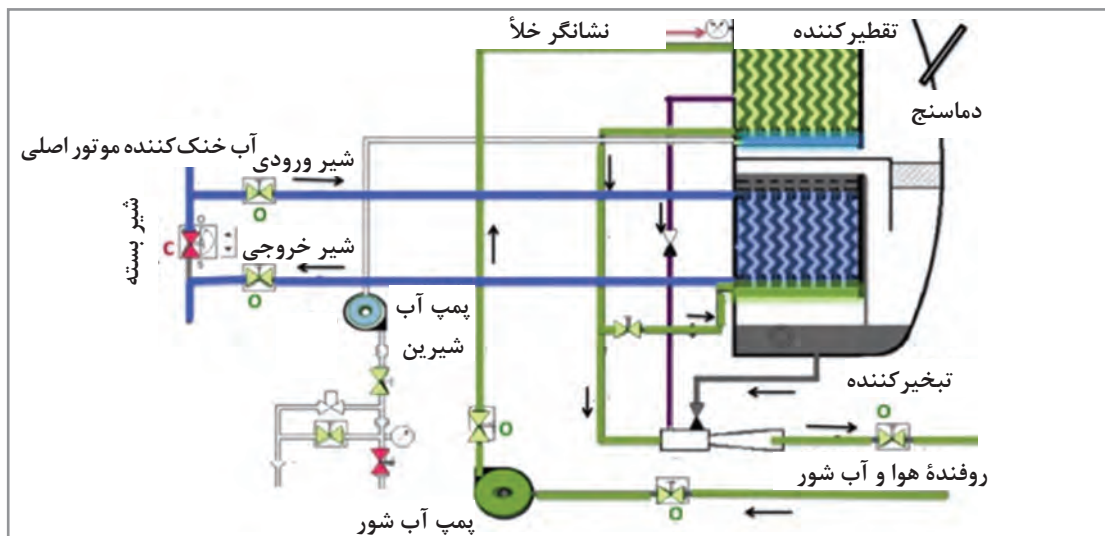 تقطیرکننده
نشانگر خلأ
دماسنج
آب خنک‌کننده موتور اصلی
شیر ورودی
O
شیر بسته
C
شیر خروجی
O
پمپ آب
شیرین
تبخیرکننده
O
O
روفندهٔ هوا و آب شور
پمپ آب شور
O